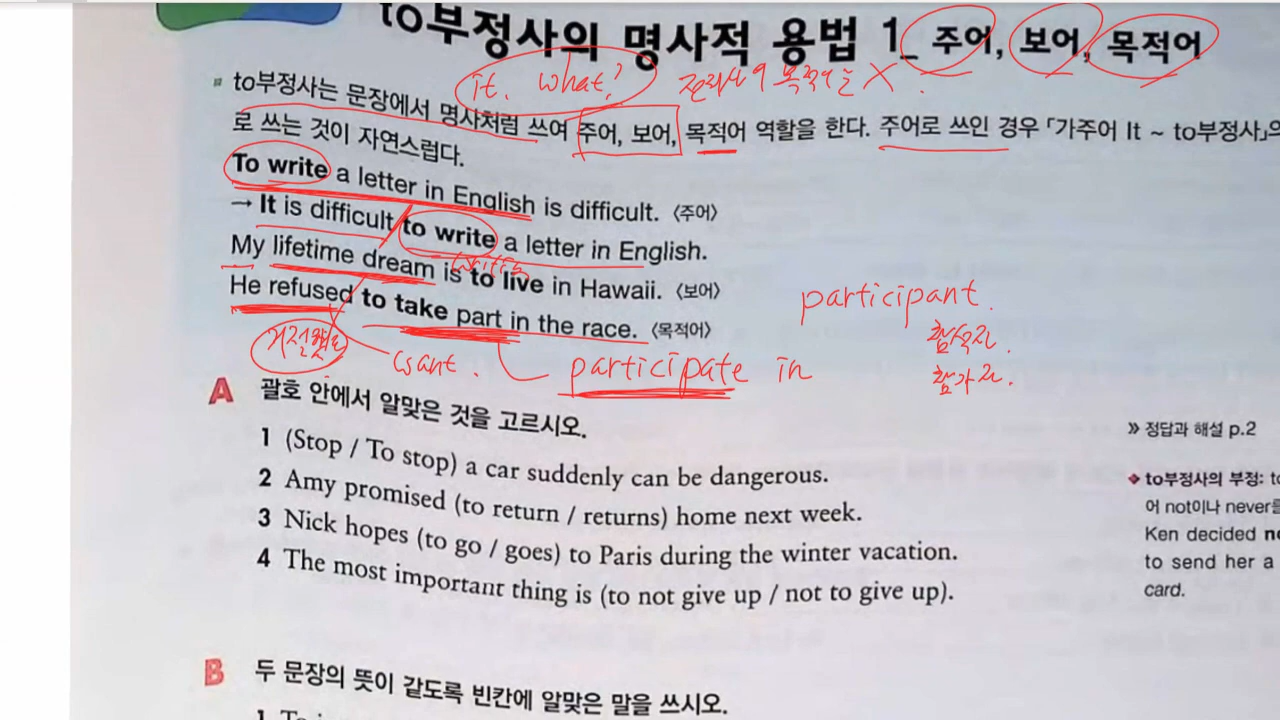 to부정사의 명사적 용법 1_ 주어, 보어, 목적어
it. what? 전치사의 목적어는 X.
to부정사는 문장에서 명사처럼 쓰여 주어, 보어, 목적어 역할을 한다. 주어로 쓰인 경우 「가주어 It ~ to부정사」으
로 쓰는 것이 자연스럽다.
To write a letter in English is difficult. 〈주어〉
→ It is difficult to write a letter in English.
My lifetime dream is to live in Hawaii. 〈보어〉
He refused to take part in the race. 〈목적어〉
participant.
참석자.
참가자.
want.
participate in
A 괄호 안에서 알맞은 것을 고르시오.
1 (Stop / To stop) a car suddenly can be dangerous.
2 Amy promised (to return / returns) home next week.
3 Nick hopes (to go / goes) to Paris during the winter vacation.
4 The most important thing is (to not give up / not to give up).
» 정답과 해설 p.2
to부정사의 부정: to
어 not이나 never를
Ken decided no
to send her a
card.
B 두 문장의 뜻이 같도록 빈칸에 알맞은 말을 쓰시오.
1